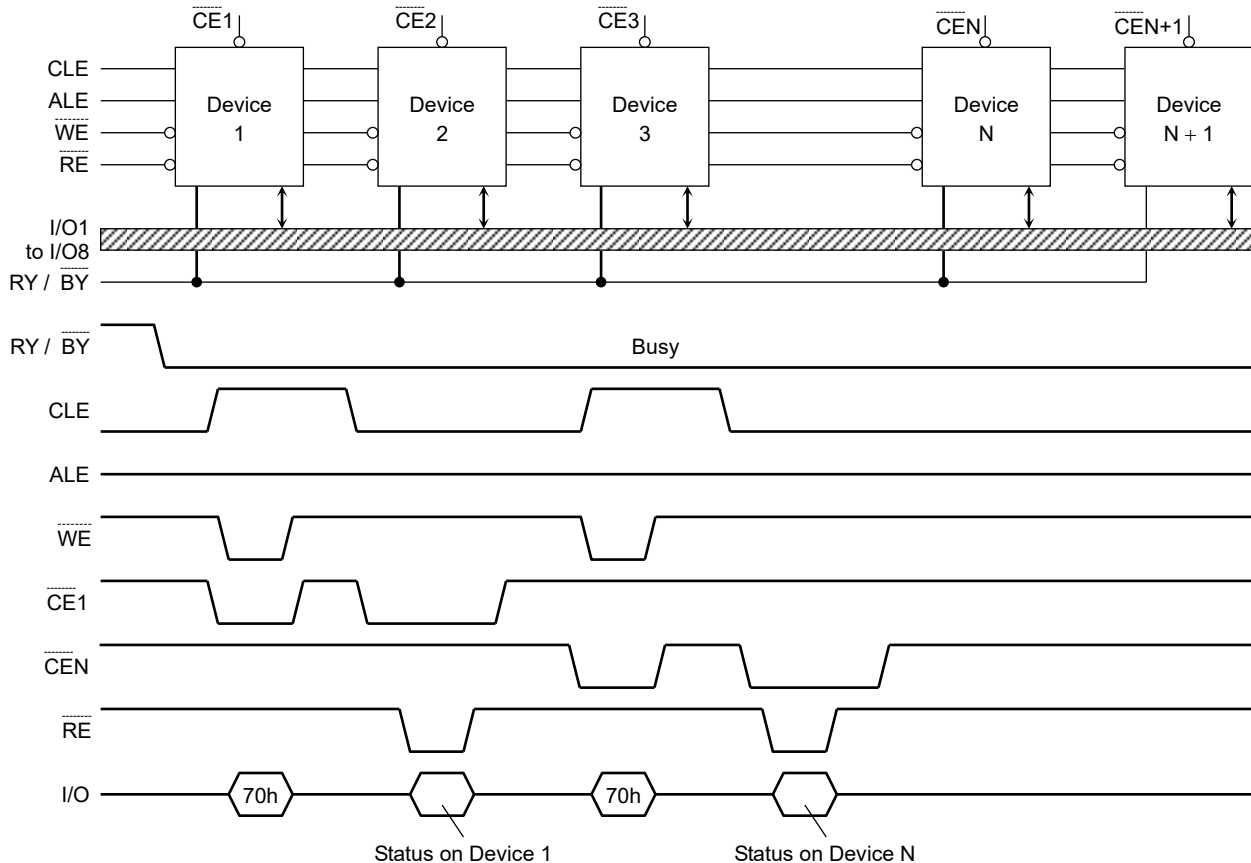 CE1 CE2 CE3 CEN CEN+1
CLE
ALE
WE
RE
Device 1
Device 2
Device 3
Device N
Device N + 1
I/O1 to I/O8
RY / BY
RY / BY
Busy
CLE
ALE
WE
CE1
CEN
RE
I/O
70h
70h
Status on Device 1
Status on Device N